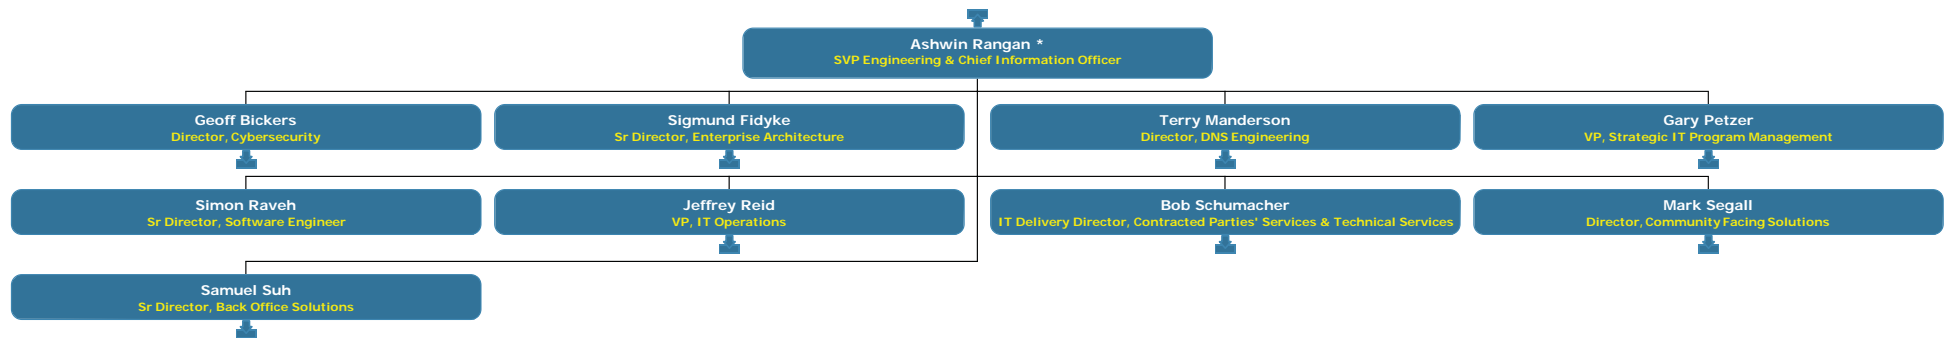 Ashwin Rangan *
SVP Engineering & Chief Information Officer
Geoff Bickers
Director, Cybersecurity
Sigmund Fidyke
Sr Director, Enterprise Architecture
Terry Manderson
Director, DNS Engineering
Gary Petzer
VP, Strategic IT Program Management
Simon Raveh
Sr Director, Software Engineer
Jeffrey Reid
VP, IT Operations
Bob Schumacher
IT Delivery Director, Contracted Parties' Services & Technical Services
Mark Segall
Director, Community Facing Solutions
Samuel Suh
Sr Director, Back Office Solutions